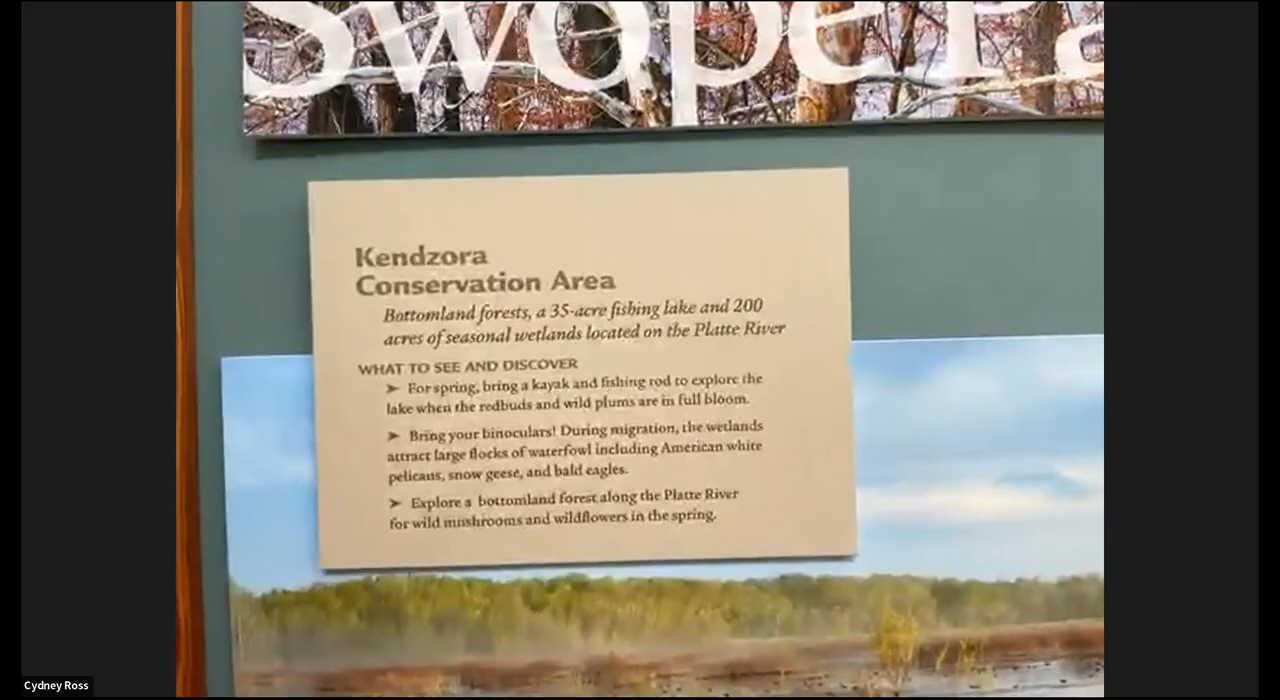 Swope Pa
Kendzora
Conservation Area
Bottomland forests, a 35-acre fishing lake and 200
acres of seasonal wetlands located on the Platte River
WHAT TO SEE AND DISCOVER
➤ For spring, bring a kayak and fishing rod to explore the
lake when the redbuds and wild plums are in full bloom.
➤ Bring your binoculars! During migration, the wetlands
attract large flocks of waterfowl including American white
pelicans, snow geese, and bald eagles.
➤ Explore a bottomland forest along the Platte River
for wild mushrooms and wildflowers in the spring.
Cydney Ross